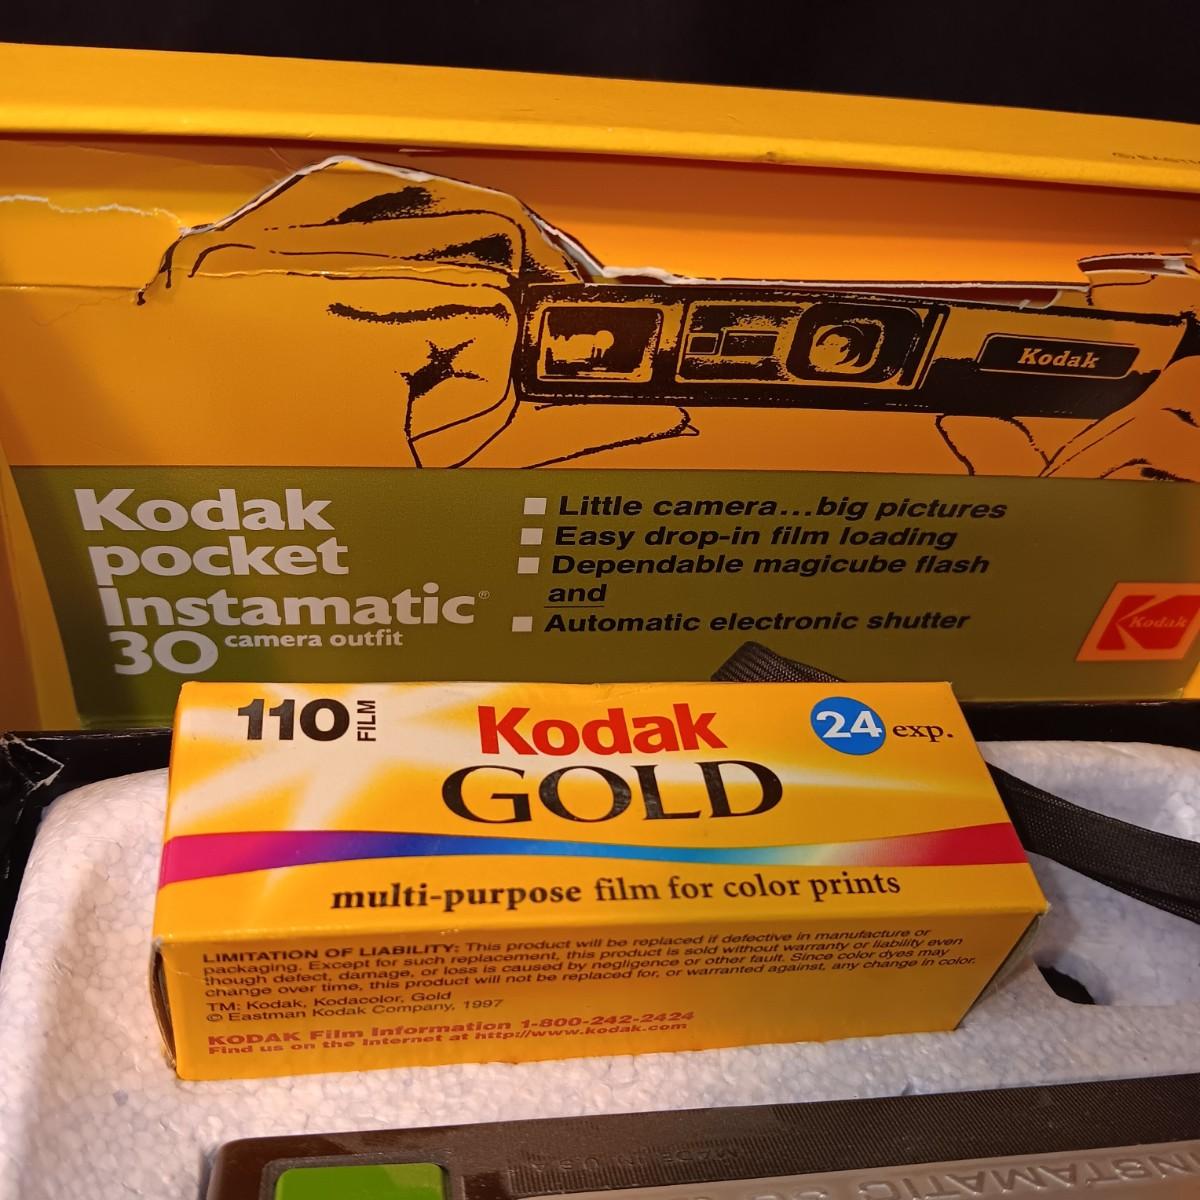 Kodak
Kodak
pocket
Instamatic®
30 camera outfit
Little camera...big pictures
Easy drop-in film loading
Dependable magicube flash
and
Automatic electronic shutter
Kodak
110 FILM
Kodak
GOLD
24 exp.
multi-purpose film for color prints
LIMITATION OF LIABILITY: This product will be replaced if defective in manufacture or
packaging. Except for such replacement, this product is sold without warranty or liability even
though defect, damage, or loss is caused by negligence or other fault. Since color dyes may
change over time, this product will not be replaced for, or warranted against, any change in color.
TM: Kodak, Kodacolor, Gold
© Eastman Kodak Company, 1997
KODAK Film Information 1-800-242-2424
Find us on the Internet at http://www.kodak.com
MADE IN U.S.A.